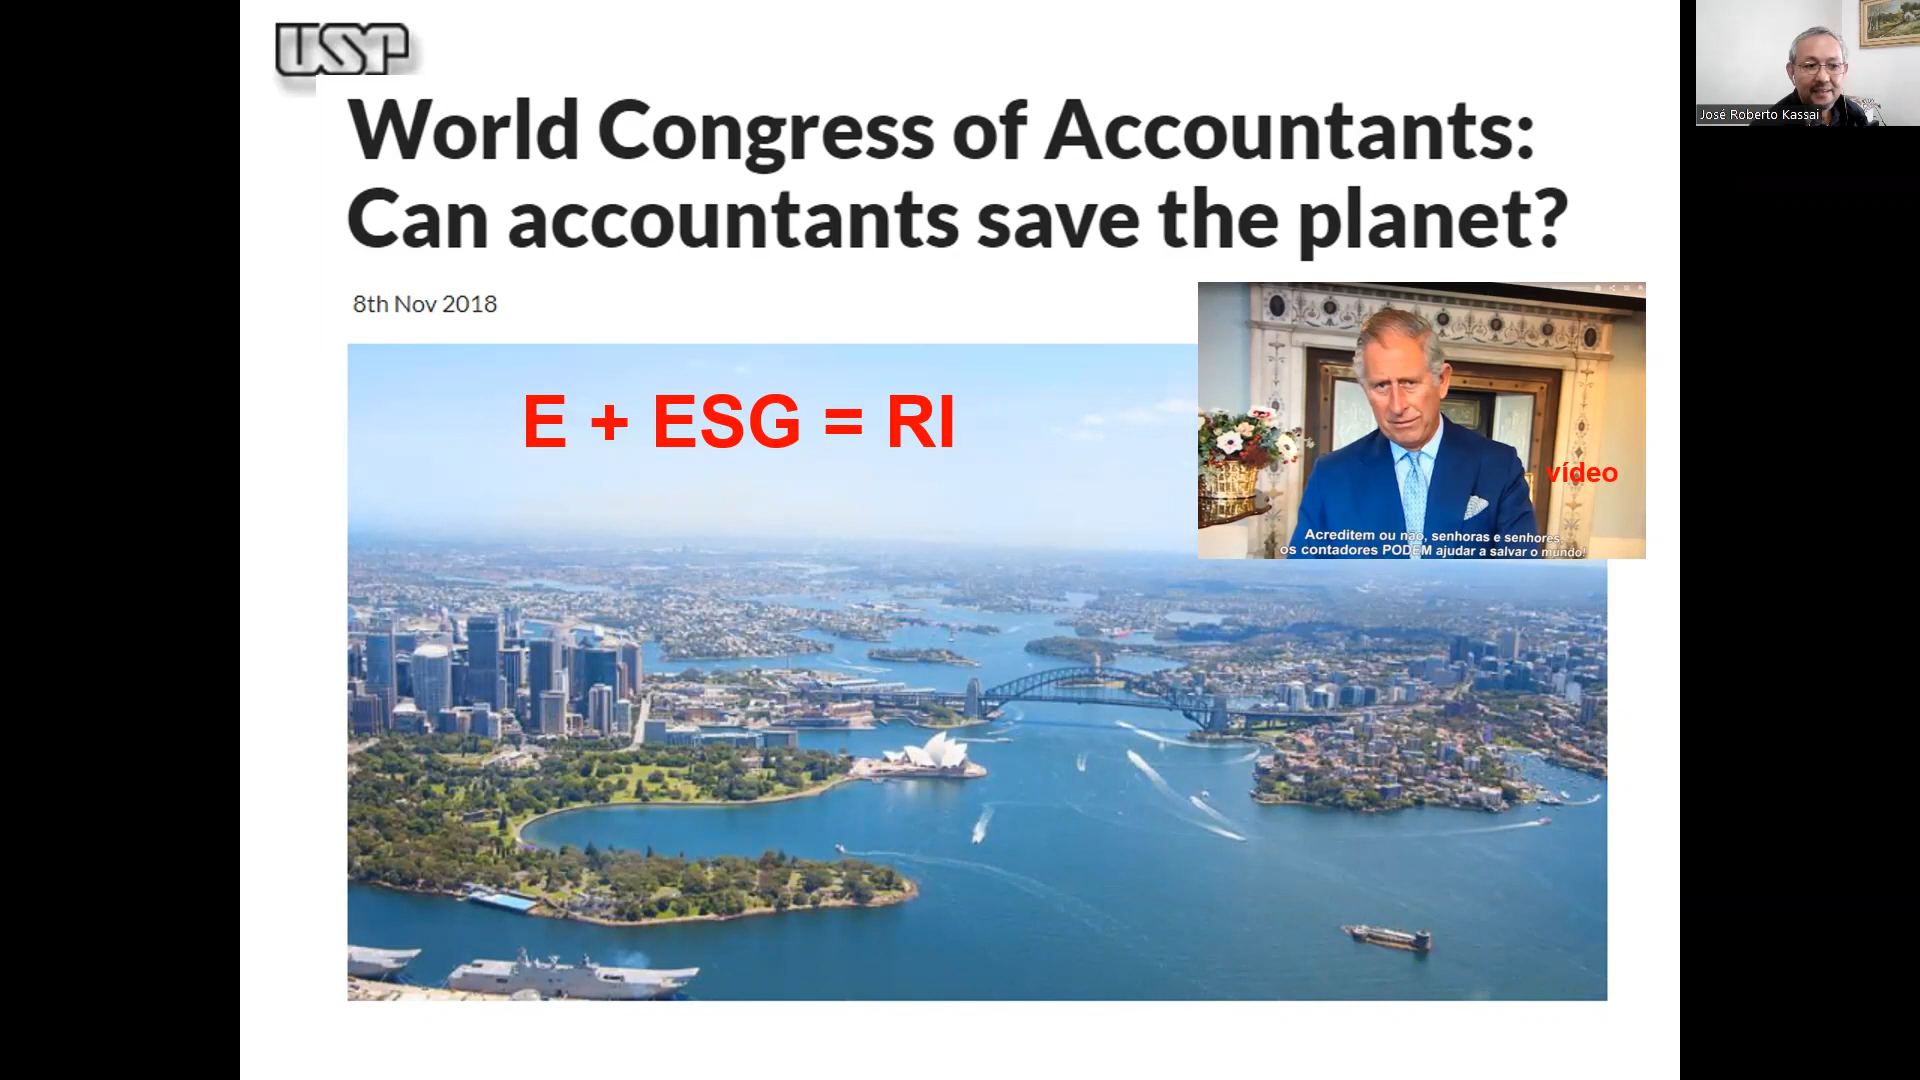 USP
World Congress of Accountants:
Can accountants save the planet?
8th Nov 2018
E + ESG = RI
vídeo
Acreditem ou não, senhoras e senhores
os contadores PODEM ajudar a salvar o mundo!
José Roberto Kassai